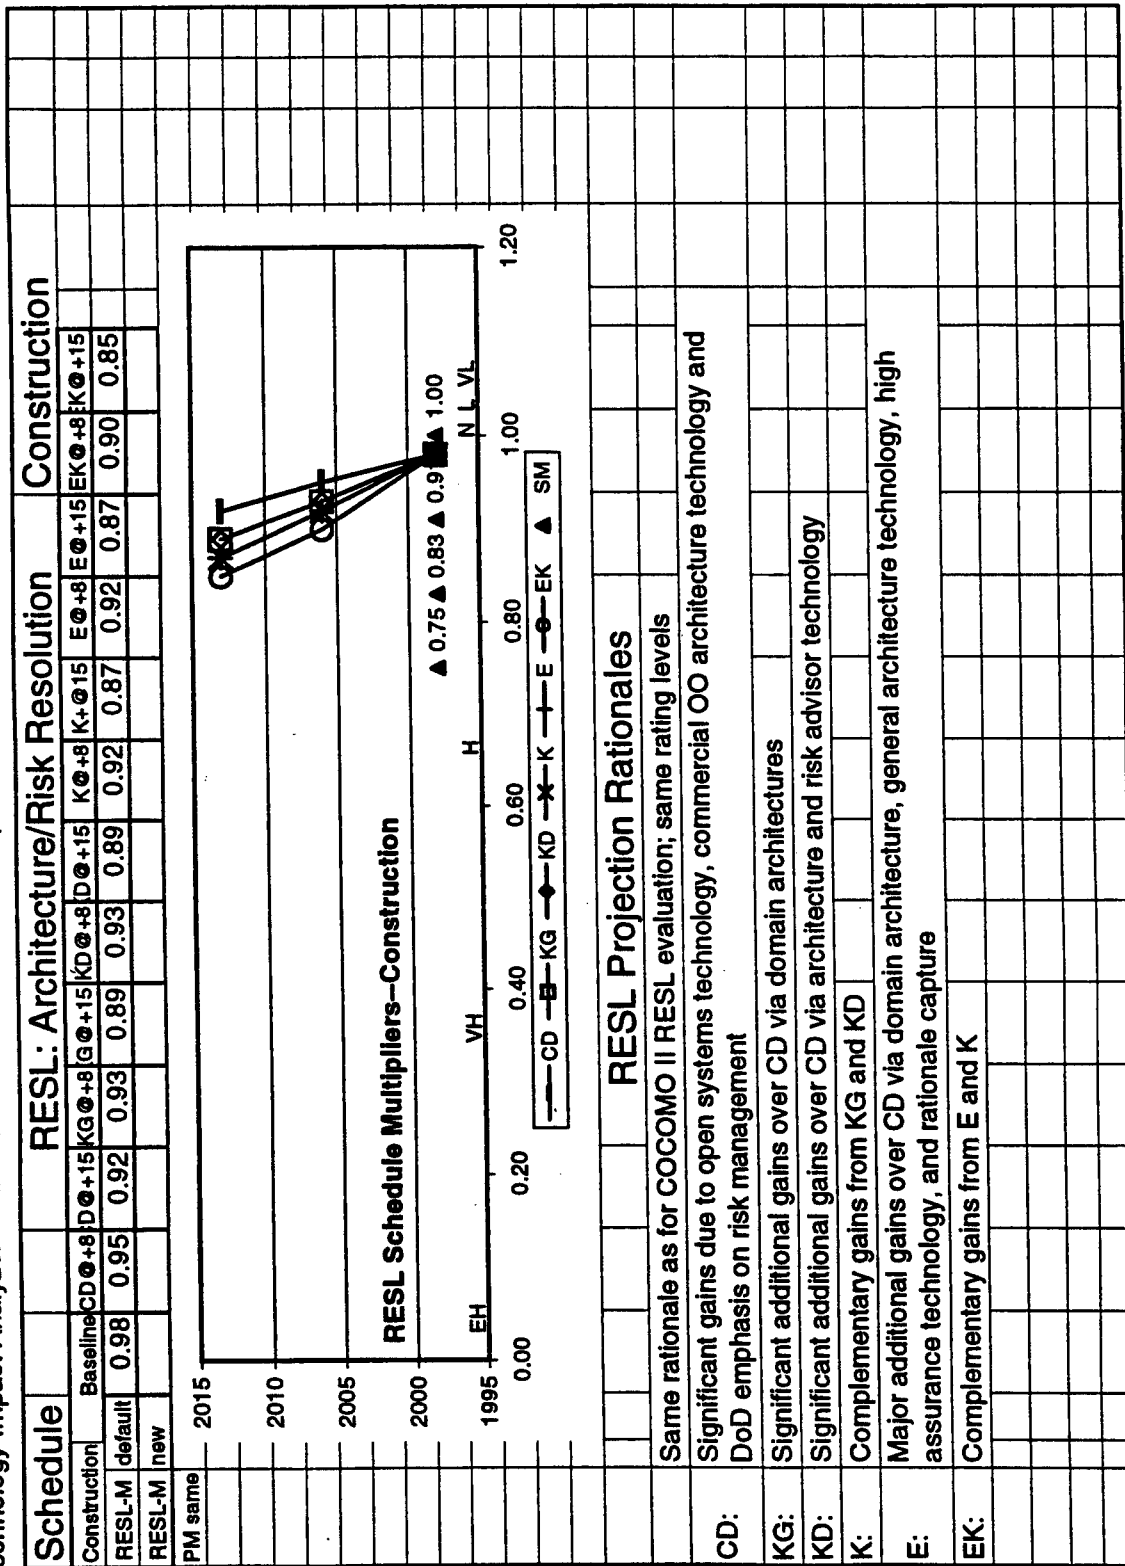 Schedule RESL: Architecture/Risk Resolution Construction
Construction Baseline CD@+8 D@+15 KG@+8 G@+15 KD@+8 D@+15 K@+8 K+@15 E@+8 E@+15 EK@+8 K@+15
RESL-M default 0.98 0.95 0.92 0.93 0.89 0.93 0.89 0.92 0.87 0.92 0.87 0.90 0.85
RESL-M new
PM same
2015
2010
2005
2000
1995
RESL Schedule Multipliers—Construction
0.75 0.83 0.9 1.00
EH VH H N L VL
0.00 0.20 0.40 0.60 0.80 1.00 1.20
CD KG KD K E EK SM
RESL Projection Rationales
Same rationale as for COCOMO II RESL evaluation; same rating levels
CD: Significant gains due to open systems technology, commercial OO architecture technology and
DoD emphasis on risk management
KG: Significant additional gains over CD via domain architectures
KD: Significant additional gains over CD via architecture and risk advisor technology
K: Complementary gains from KG and KD
E: Major additional gains over CD via domain architecture, general architecture technology, high
assurance technology, and rationale capture
EK: Complementary gains from E and K